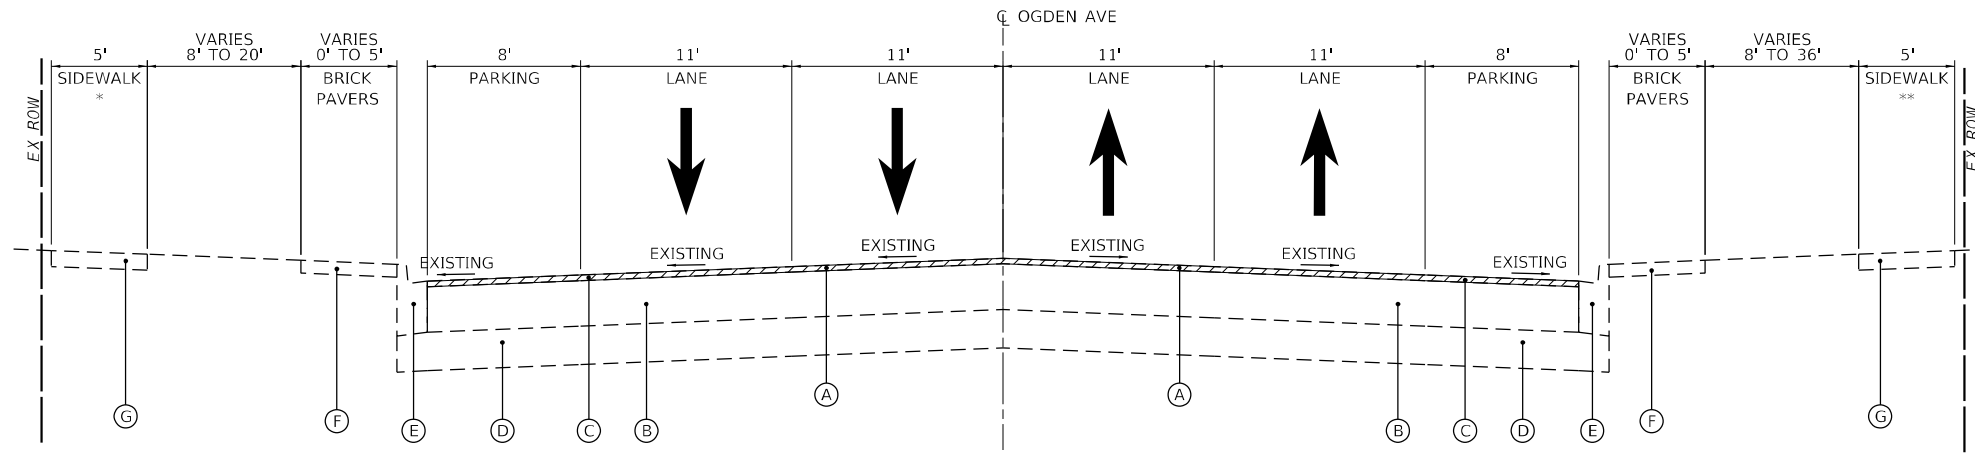 ℄ OGDEN AVE
VARIES
8' TO 20'
VARIES
0' TO 5'
VARIES
0' TO 5'
VARIES
8' TO 36'
5'
8'
11'
11'
11'
11'
8'
5'
SIDEWALK
*
BRICK
PAVERS
PARKING
LANE
LANE
LANE
LANE
PARKING
BRICK
PAVERS
SIDEWALK
**
EX ROW
EX ROW
EXISTING
EXISTING
EXISTING
EXISTING
EXISTING
EXISTING
G
F
E
D
C
B
A
A
B
C
D
E
F
G